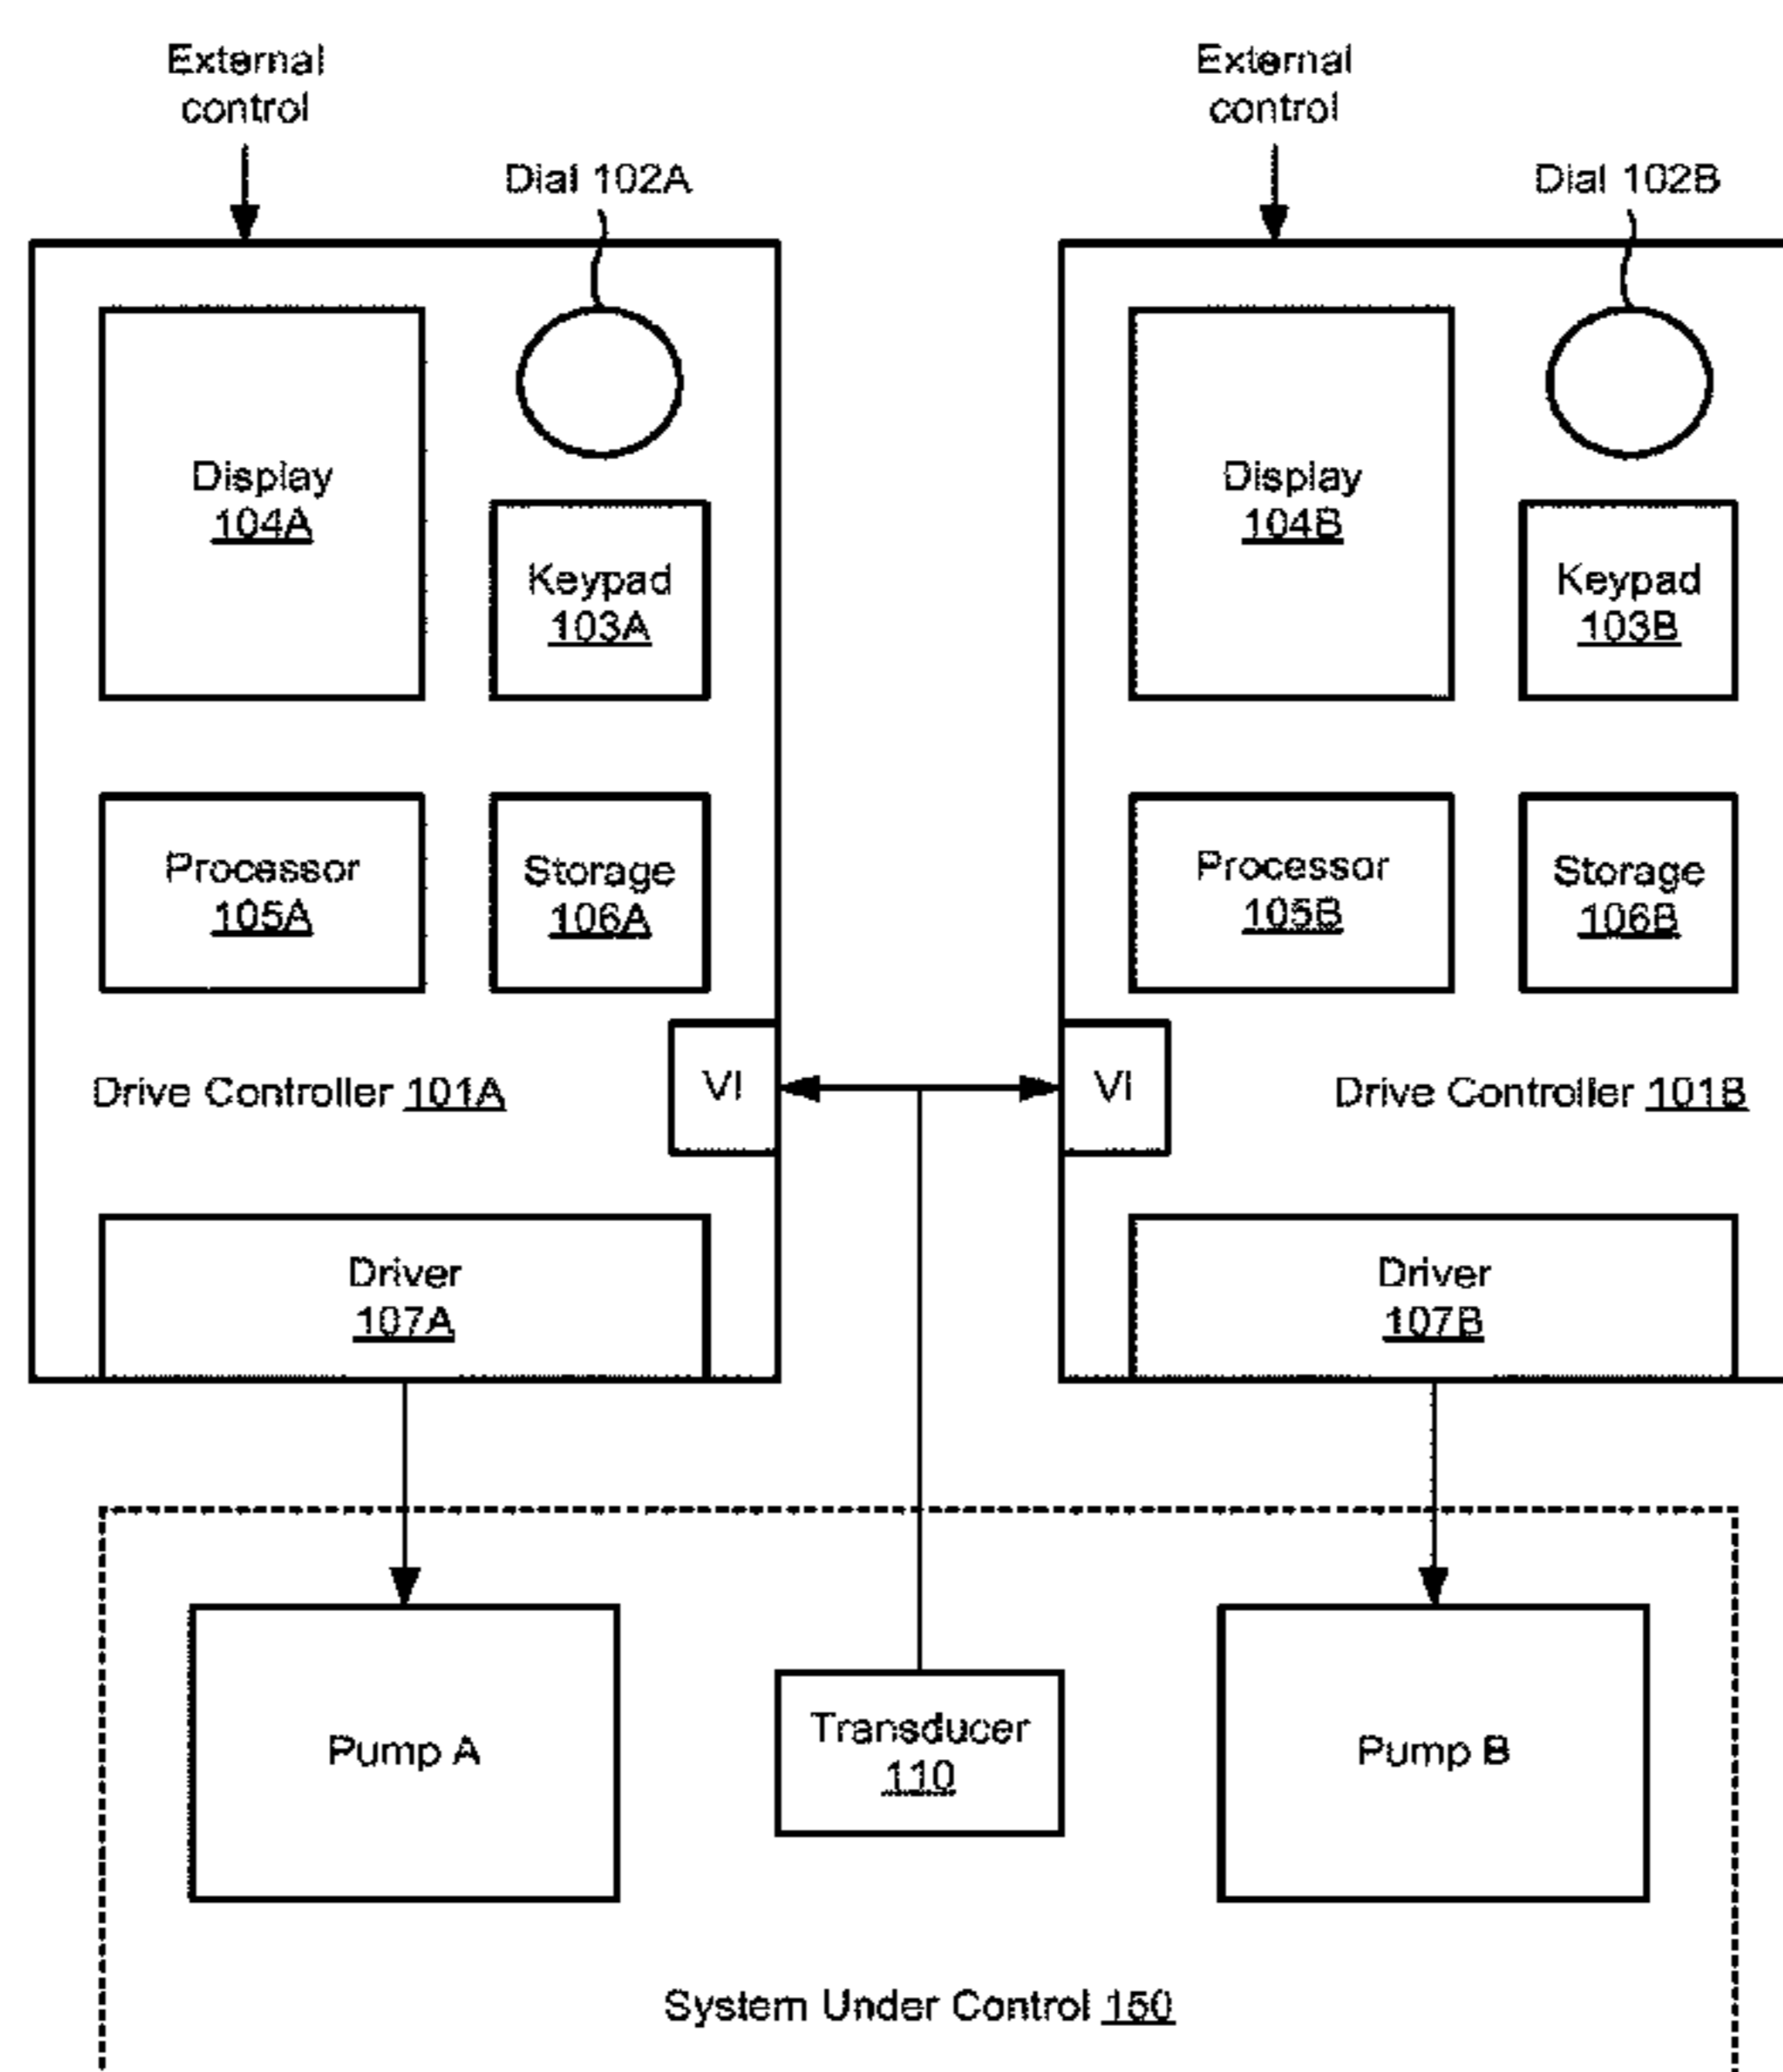 External
control
Dial 102A
Display
104A
Keypad
103A
Processor
105A
Storage
106A
Drive Controller 101A
VI
Driver
107A
External
control
Dial 102B
Display
104B
Keypad
103B
Processor
105B
Storage
106B
VI
Drive Controller 101B
Driver
107B
Pump A
Transducer
110
Pump B
System Under Control 150